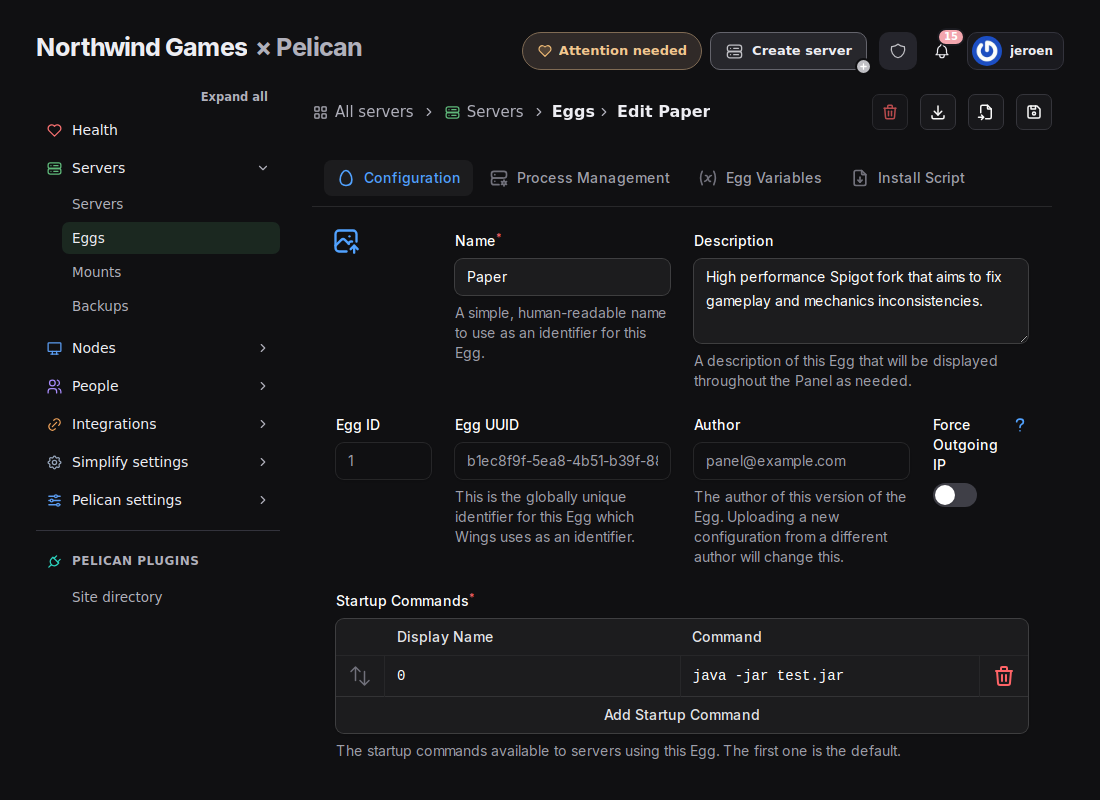 Northwind Games × Pelican
Attention needed
Create server
15
jeroen
Expand all
Health
Servers
Servers
Eggs
Mounts
Backups
Nodes
People
Integrations
Simplify settings
Pelican settings
PELICAN PLUGINS
Site directory
All servers › Servers › Eggs › Edit Paper
Configuration
Process Management
(x) Egg Variables
Install Script
Name*
Paper
A simple, human-readable name
to use as an identifier for this
Egg.
Description
High performance Spigot fork that aims to fix
gameplay and mechanics inconsistencies.
A description of this Egg that will be displayed
throughout the Panel as needed.
Egg ID
1
Egg UUID
b1ec8f9f-5ea8-4b51-b39f-8
This is the globally unique
identifier for this Egg which
Wings uses as an identifier.
Author
panel@example.com
The author of this version of the
Egg. Uploading a new
configuration from a different
author will change this.
Force ?
Outgoing
IP
Startup Commands*
Display Name Command
0 java -jar test.jar
Add Startup Command
The startup commands available to servers using this Egg. The first one is the default.